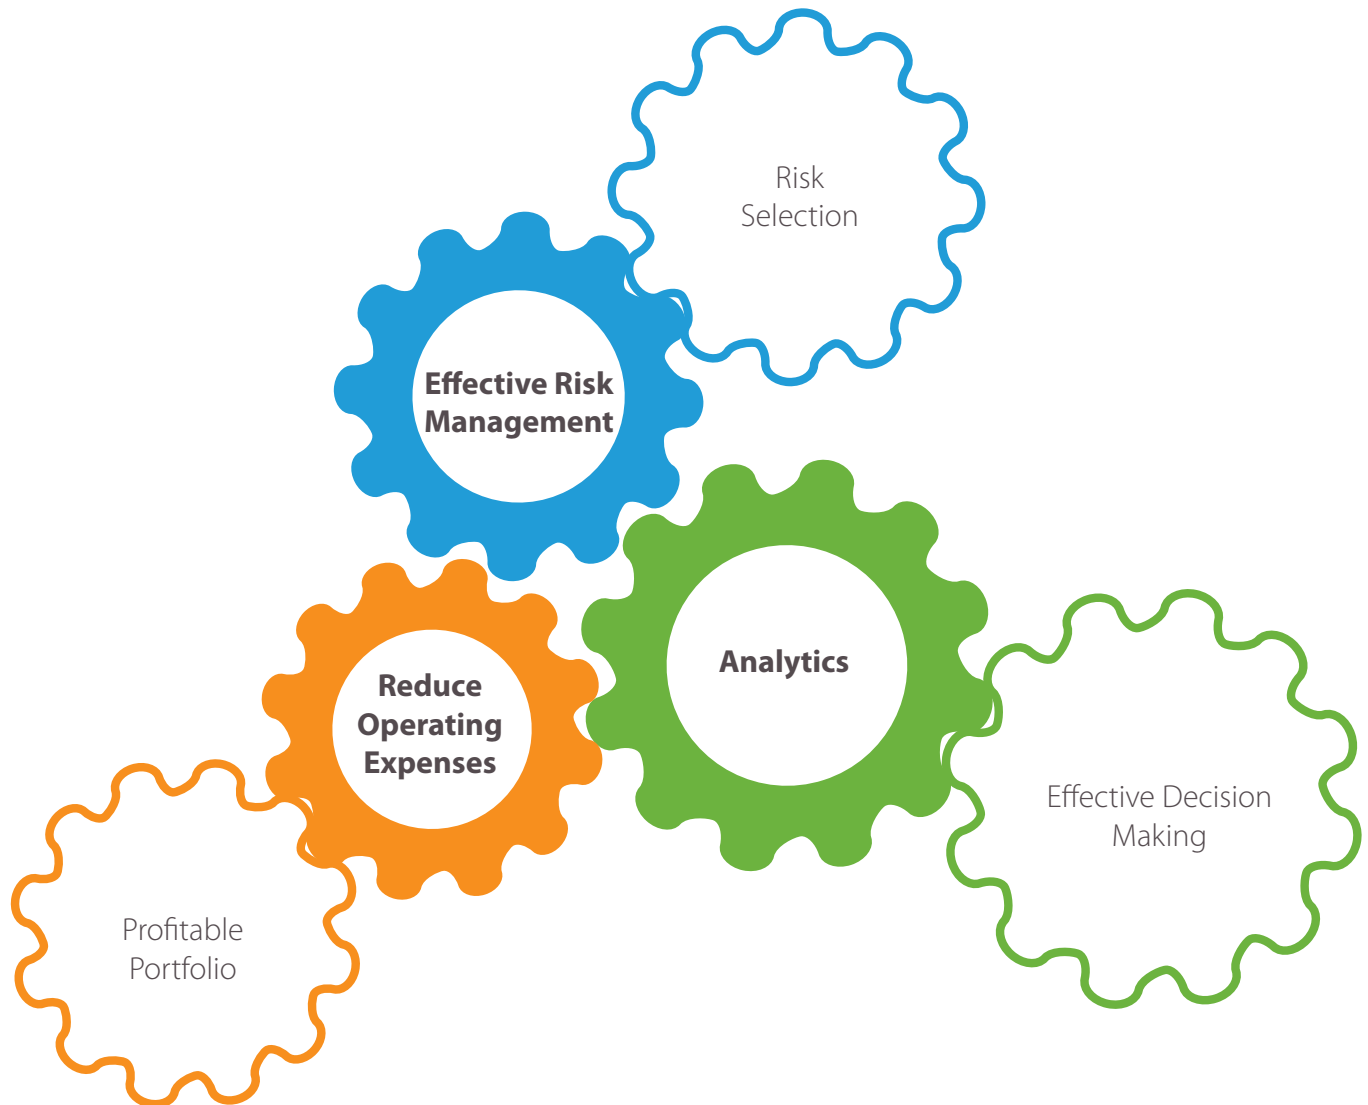 Risk
Selection
Effective Risk
Management
Analytics
Reduce
Operating
Expenses
Effective Decision
Making
Profitable
Portfolio